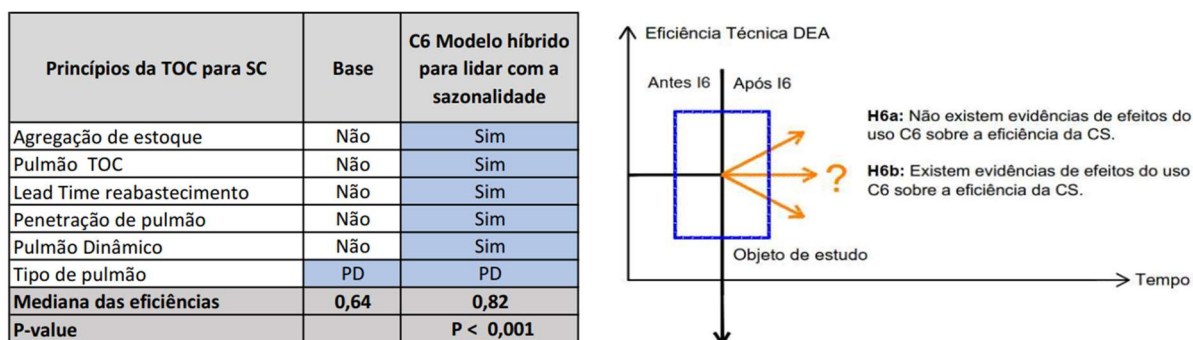 Princípios da TOC para SC Base C6 Modelo híbrido
para lidar com a
sazonalidade
Agregação de estoque Não Sim
Pulmão TOC Não Sim
Lead Time reabastecimento Não Sim
Penetração de pulmão Não Sim
Pulmão Dinâmico Não Sim
Tipo de pulmão PD PD
Mediana das eficiências 0,64 0,82
P-value P < 0,001
Eficiência Técnica DEA
Antes I6 Após I6
H6a: Não existem evidências de efeitos do
uso C6 sobre a eficiência da CS.
?
H6b: Existem evidências de efeitos do uso
C6 sobre a eficiência da CS.
Objeto de estudo
Tempo